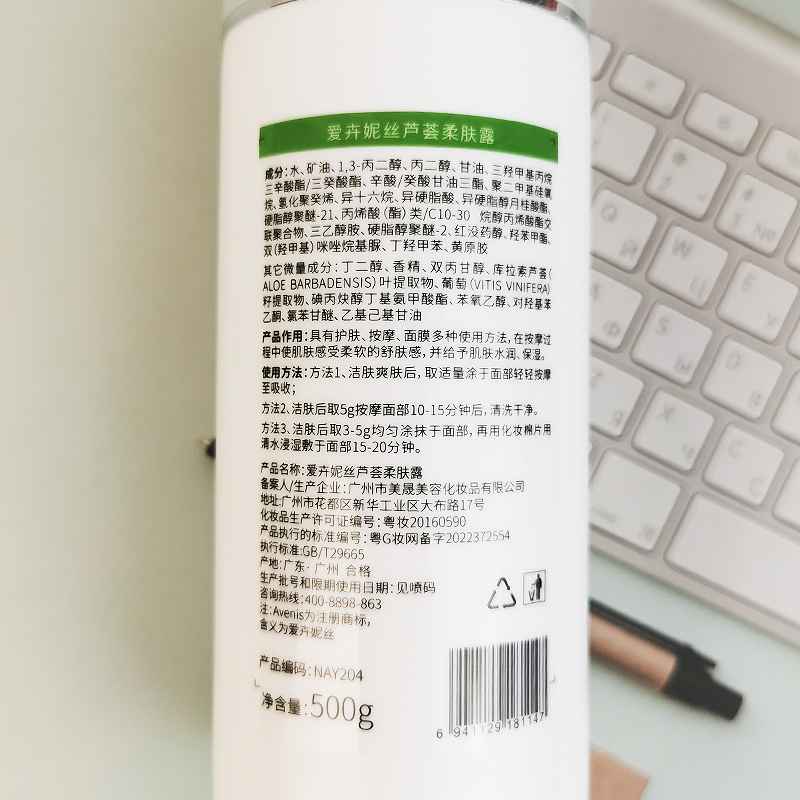 爱卉妮丝芦荟柔肤露
成分：水、矿油、1,3-丙二醇、丙二醇、甘油、三羟甲基丙烷
三辛酸酯/三癸酸酯、辛酸/癸酸甘油三酯、聚二甲基硅氧
烷、氢化聚癸烯、异十六烷、异硬脂酸、异硬脂醇月桂酸酯、
硬脂醇聚醚-21、丙烯酸（酯）类/C10-30 烷醇丙烯酸酯交
联聚合物、三乙醇胺、硬脂醇聚醚-2、红没药醇、羟苯甲酯、
双（羟甲基）咪唑烷基脲、丁羟甲苯、黄原胶
其它微量成分：丁二醇、香精、双丙甘醇、库拉索芦荟(
ALOE BARBADENSIS)叶提取物、葡萄(VITIS VINIFERA)
籽提取物、碘丙炔醇丁基氨甲酸酯、苯氧乙醇、对羟基苯
乙酮、氯苯甘醚、乙基己基甘油
产品作用：具有护肤、按摩、面膜多种使用方法，在按摩过
程中使肌肤感受柔软的舒肤感，并给予肌肤水润、保湿。
使用方法：方法1、洁肤爽肤后，取适量涂于面部轻轻按摩
至吸收；
方法2、洁肤后取5g按摩面部10-15分钟后，清洗干净。
方法3、洁肤后取3-5g均匀涂抹于面部，再用化妆棉片用
清水浸湿敷于面部15-20分钟。
产品名称：爱卉妮丝芦荟柔肤露
备案人/生产企业：广州市美晟美容化妆品有限公司
地址：广州市花都区新华工业区大布路17号
化妆品生产许可证编号：粤妆20160590
产品执行的标准编号：粤G妆网备字2022372554
执行标准:GB/T29665
产地：广东·广州 合格
生产批号和限期使用日期：见喷码
咨询热线：400-8898-863
注：Avenis为注册商标，
含义为爱卉妮丝
产品编码：NAY204
净含量：500g
6 941129 181147